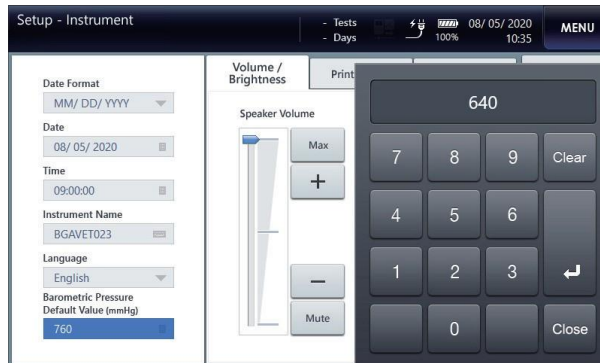 Setup - Instrument
- Tests
- Days
100%
08/ 05/ 2020
10:35
MENU
Date Format
MM/ DD/ YYYY
Date
08/ 05/ 2020
Time
09:00:00
Instrument Name
BGAVET023
Language
English
Barometric Pressure
Default Value (mmHg)
760
Volume /
Brightness
Print
Speaker Volume
Max
+
−
Mute
640
7 8 9 Clear
4 5 6
1 2 3
0 Close